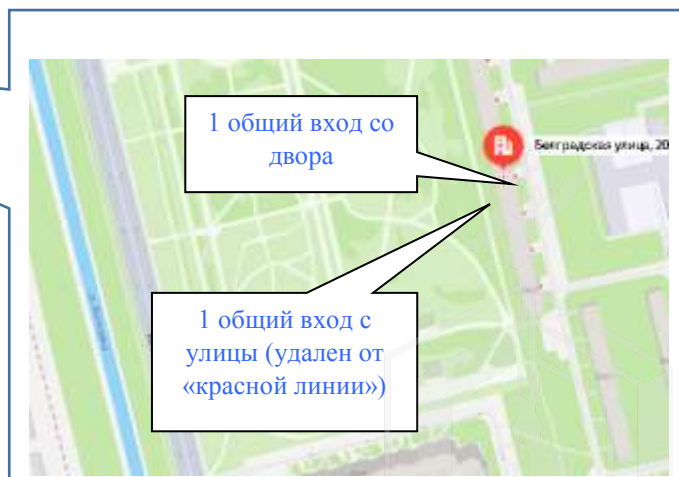 1 общий вход со
двора
Белградская улица, 20
1 общий вход с
улицы (удален от
«красной линии»)